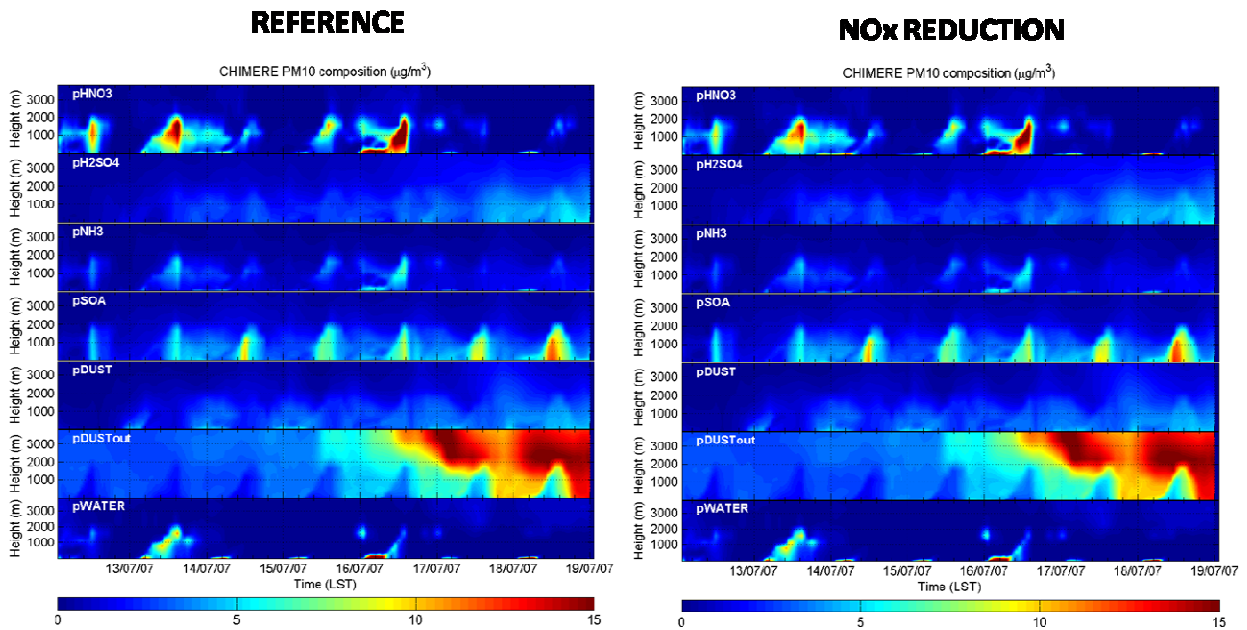 REFERENCE
CHIMERE PM10 composition (µg/m³)
pHNO3
Height (m)
3000
2000
1000
pH2SO4
Height (m)
3000
2000
1000
pNH3
Height (m)
3000
2000
1000
pSOA
Height (m)
3000
2000
1000
pDUST
Height (m)
3000
2000
1000
pDUSTout
Height (m)
3000
2000
1000
pWATER
Height (m)
3000
2000
1000
13/07/07 14/07/07 15/07/07 16/07/07 17/07/07 18/07/07 19/07/07
Time (LST)
0 5 10 15
NOx REDUCTION
CHIMERE PM10 composition (µg/m³)
pHNO3
Height (m)
3000
2000
1000
pH2SO4
Height (m)
3000
2000
1000
pNH3
Height (m)
3000
2000
1000
pSOA
Height (m)
3000
2000
1000
pDUST
Height (m)
3000
2000
1000
pDUSTout
Height (m)
3000
2000
1000
pWATER
Height (m)
3000
2000
1000
13/07/07 14/07/07 15/07/07 16/07/07 17/07/07 18/07/07 19/07/07
Time (LST)
0 5 10 15